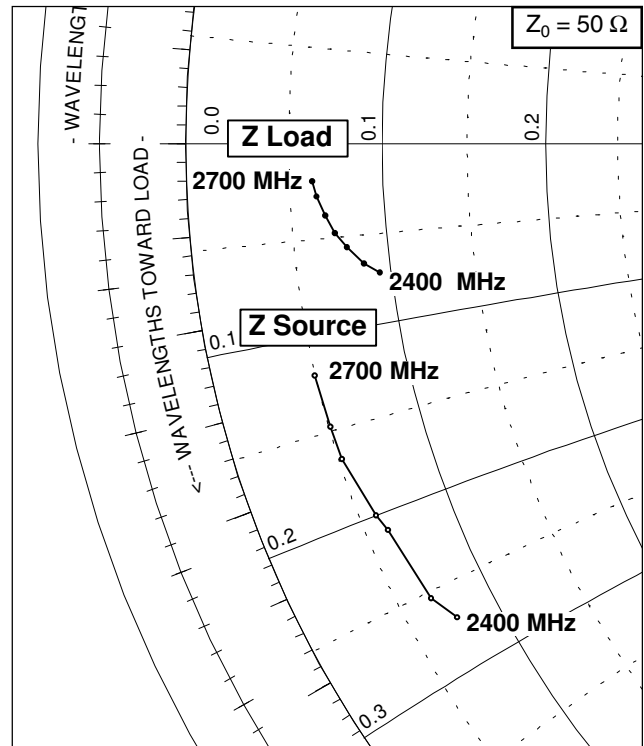 Z₀ = 50 Ω
- WAVELENGT
0.0
0.1
0.2
Z Load
2700 MHz
<---- WAVELENGTHS TOWARD LOAD -
2400 MHz
0.1
Z Source
2700 MHz
0.2
2400 MHz
0.3